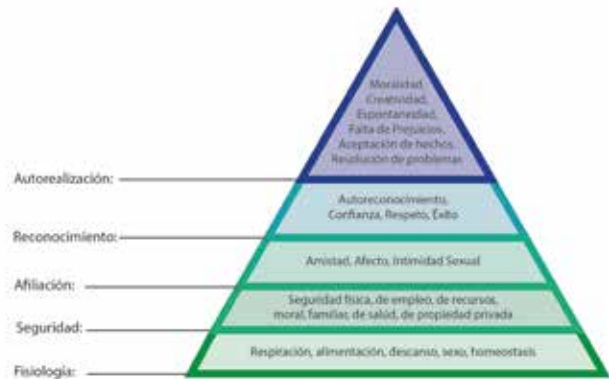 Moralidad,
Creatividad,
Espontaneidad,
Falta de Prejuicios,
Aceptación de hechos,
Resolución de problemas
Autorealización:
Autoreconocimiento,
Confianza, Respeto, Éxito
Reconocimiento:
Amistad, Afecto, Intimidad Sexual
Afiliación:
Seguridad física, de empleo, de recursos,
moral, familias, de salud, de propiedad privada
Seguridad:
Respiración, alimentación, descanso, sexo, homeostasis
Fisiología: